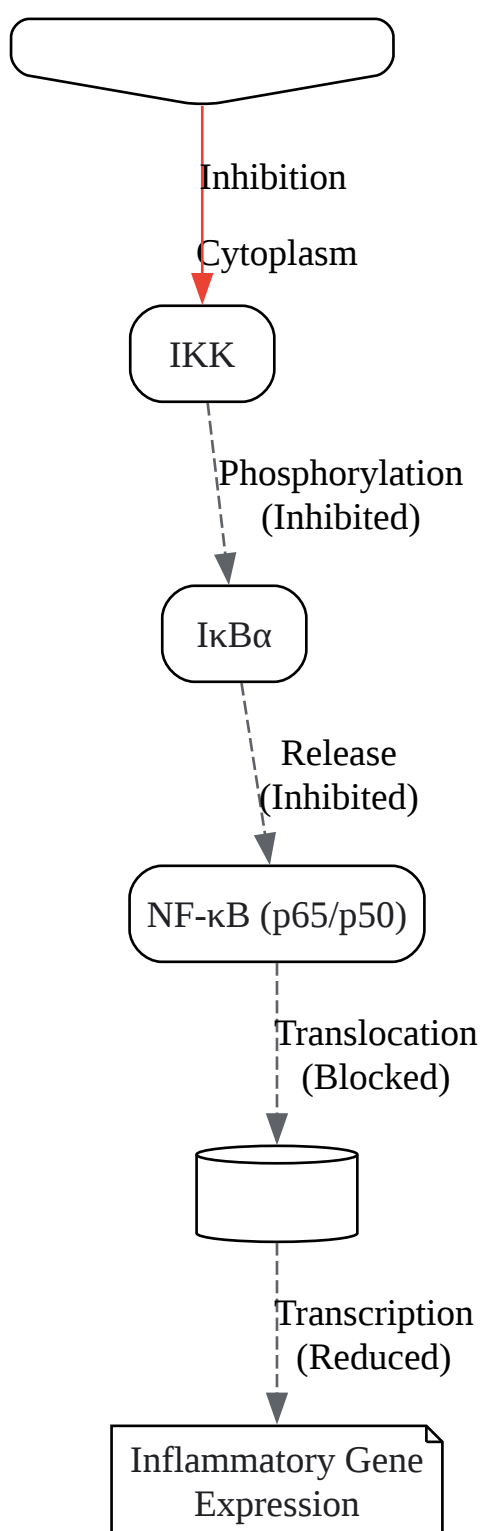 Inhibition
Cytoplasm
IKK
Phosphorylation
(Inhibited)
IκBα
Release
(Inhibited)
NF-κB (p65/p50)
Translocation
(Blocked)
Transcription
(Reduced)
Inflammatory Gene
Expression